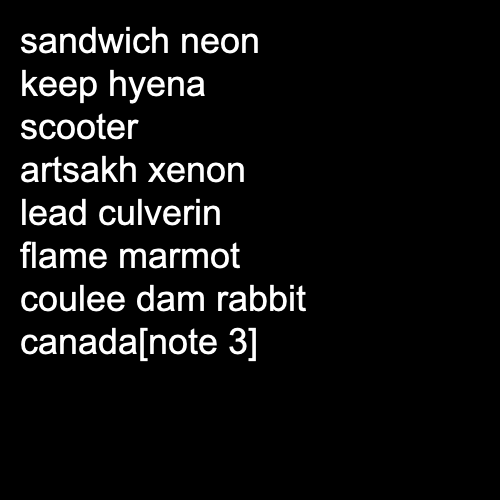 sandwich neon
keep hyena
scooter
artsakh xenon
lead culverin
flame marmot
coulee dam rabbit
canada[note 3]